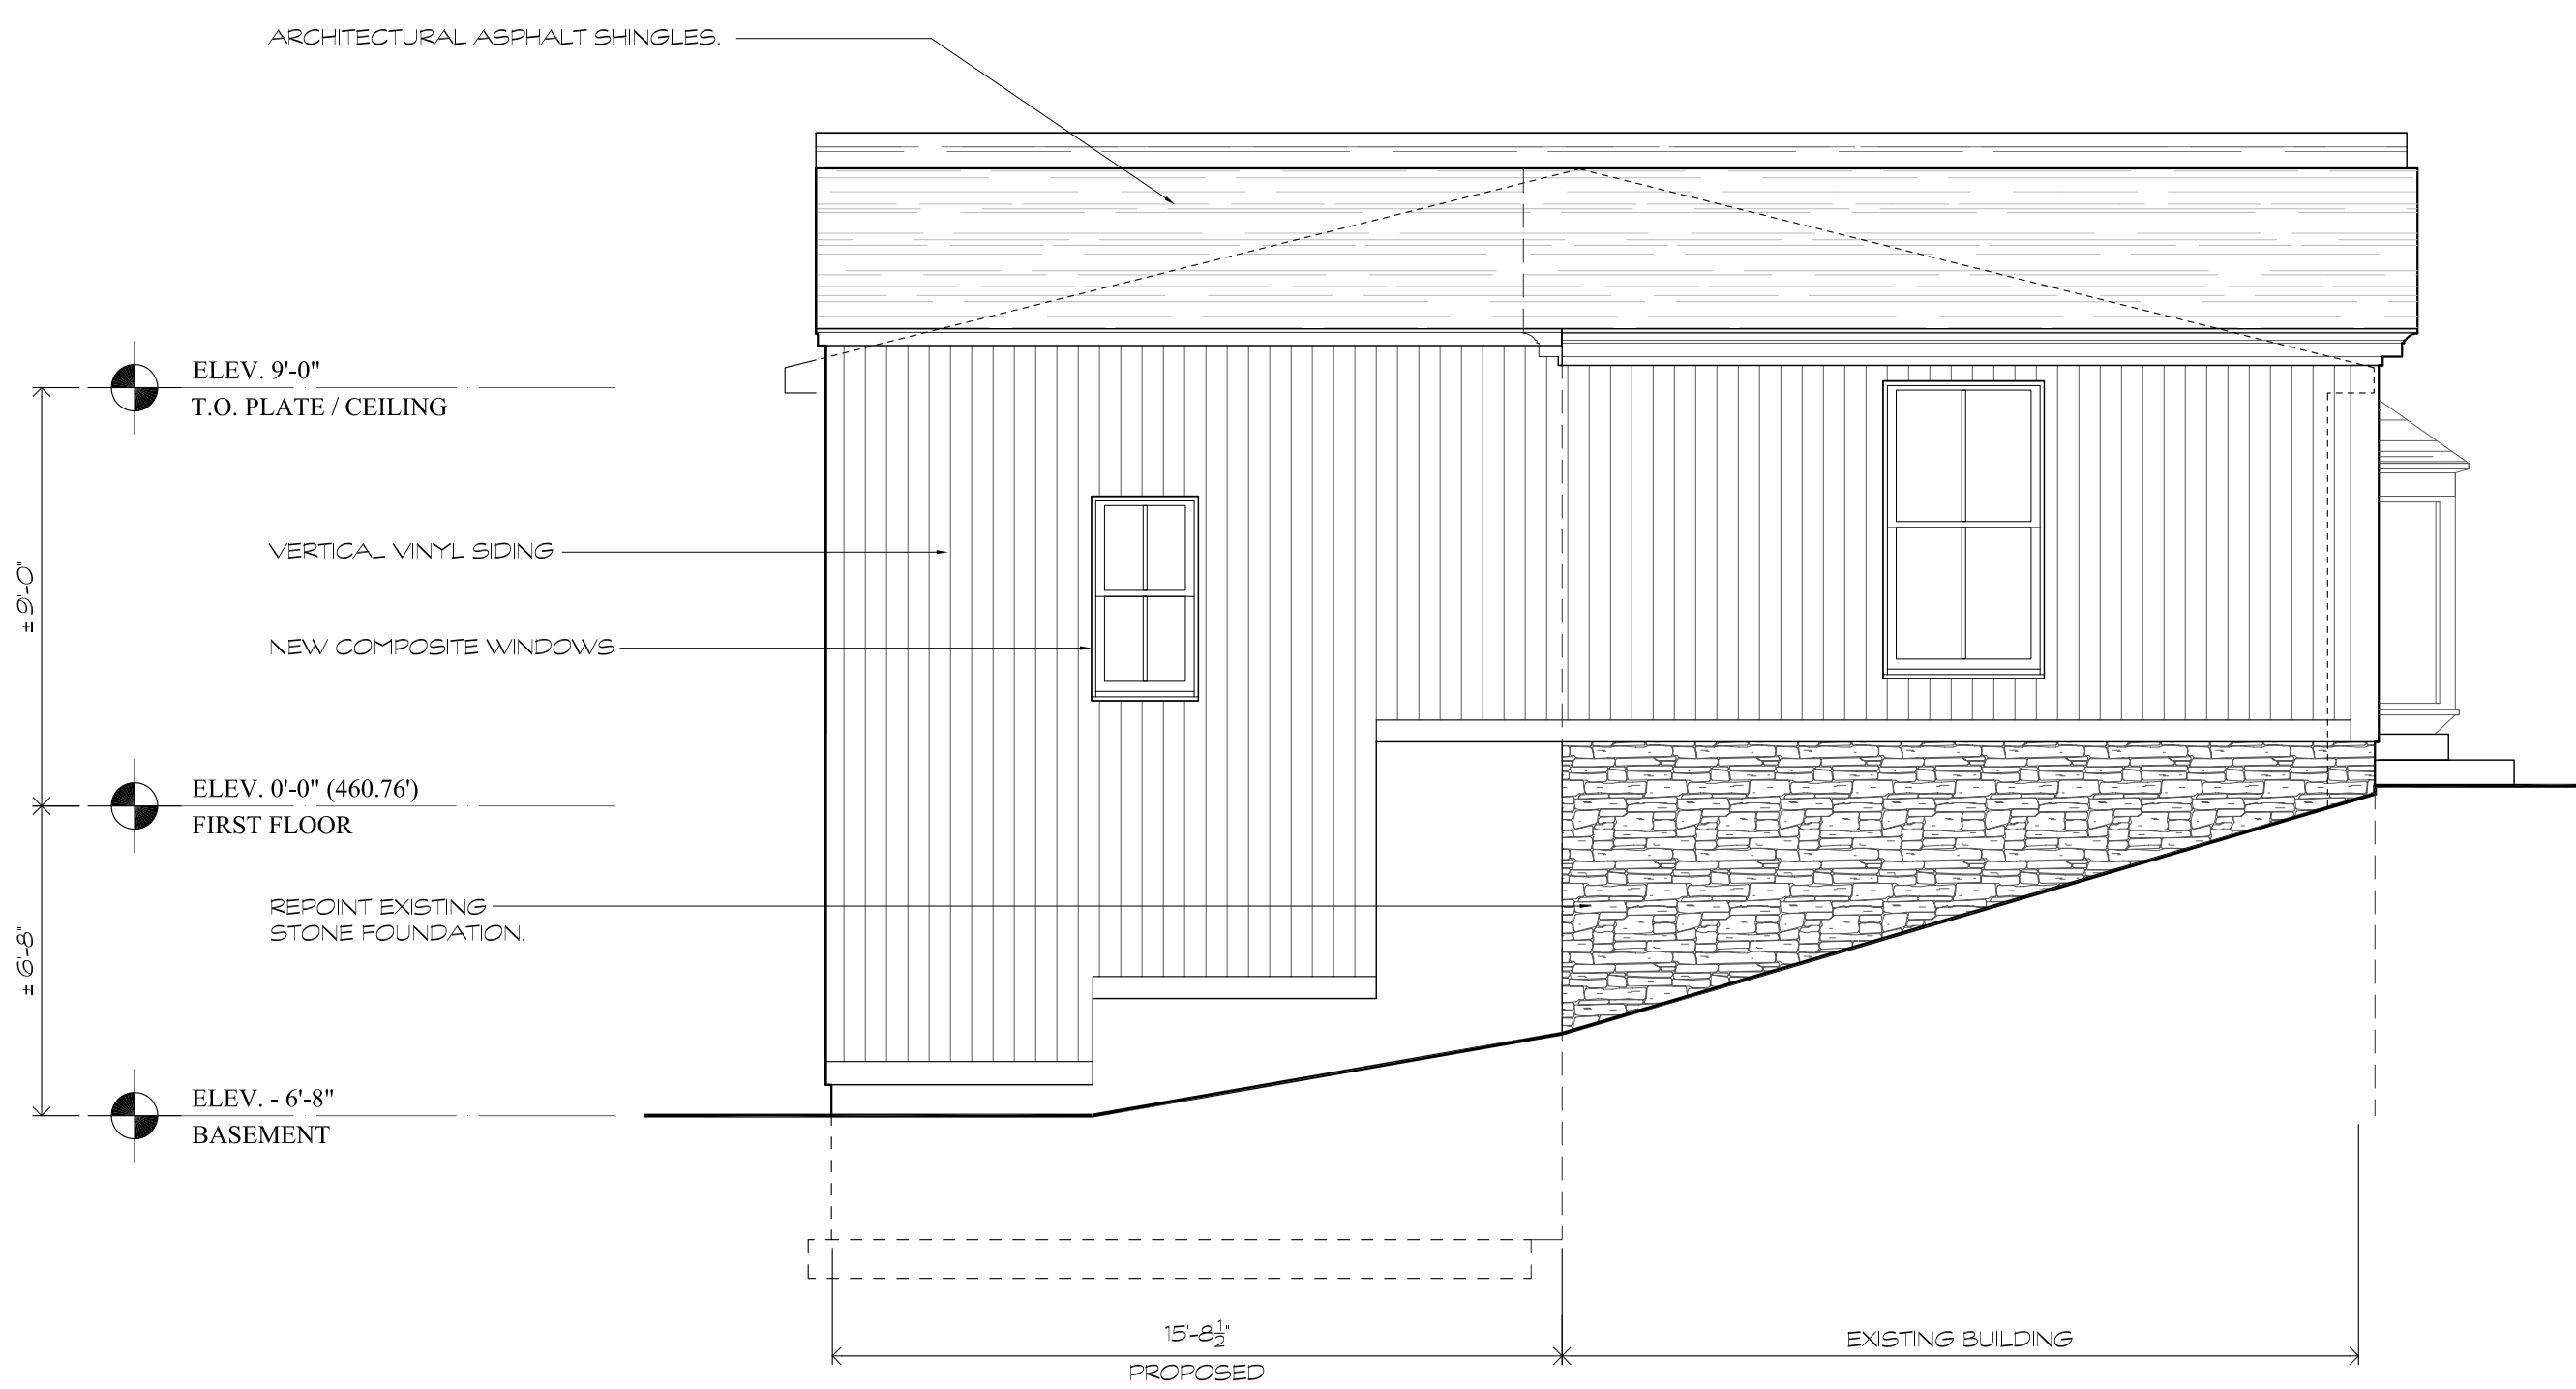 ARCHITECTURAL ASPHALT SHINGLES.
ELEV. 9'-0"
T.O. PLATE / CEILING
± 9'-0"
VERTICAL VINYL SIDING
NEW COMPOSITE WINDOWS
ELEV. 0'-0" (460.76')
FIRST FLOOR
REPOINT EXISTING
STONE FOUNDATION.
± 6'-8"
ELEV. - 6'-8"
BASEMENT
15'-8½"
PROPOSED
EXISTING BUILDING